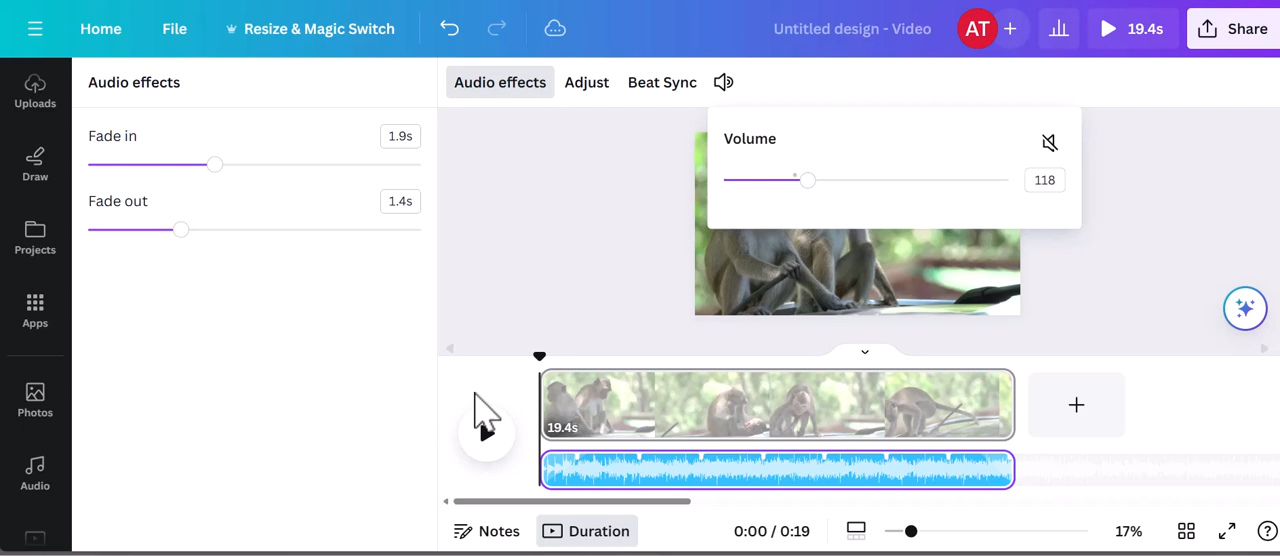 Home File Resize & Magic Switch Untitled design - Video AT 19.4s Share
Uploads
Draw
Projects
Apps
Photos
Audio
Audio effects
Fade in 1.9s
Fade out 1.4s
Audio effects Adjust Beat Sync
Volume
118
19.4s
Notes Duration 0:00 / 0:19 17% ?